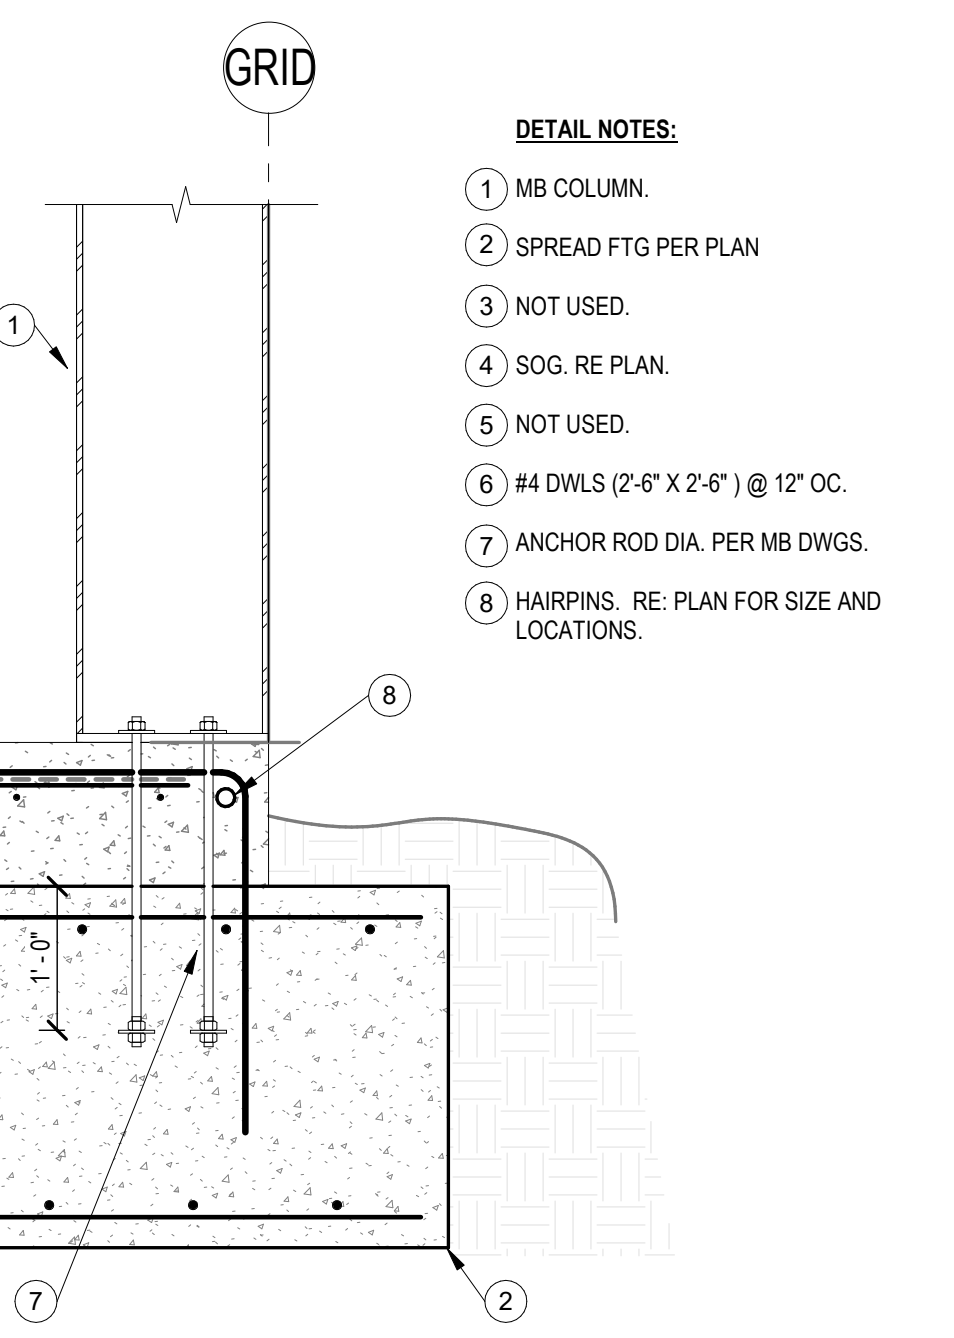 GRID
DETAIL NOTES:
1 MB COLUMN.
2 SPREAD FTG PER PLAN
3 NOT USED.
4 SOG. RE PLAN.
5 NOT USED.
6 #4 DWLS (2'-6" X 2'-6" ) @ 12" OC.
7 ANCHOR ROD DIA. PER MB DWGS.
8 HAIRPINS. RE: PLAN FOR SIZE AND
LOCATIONS.
1
8
1' - 0"
7
2